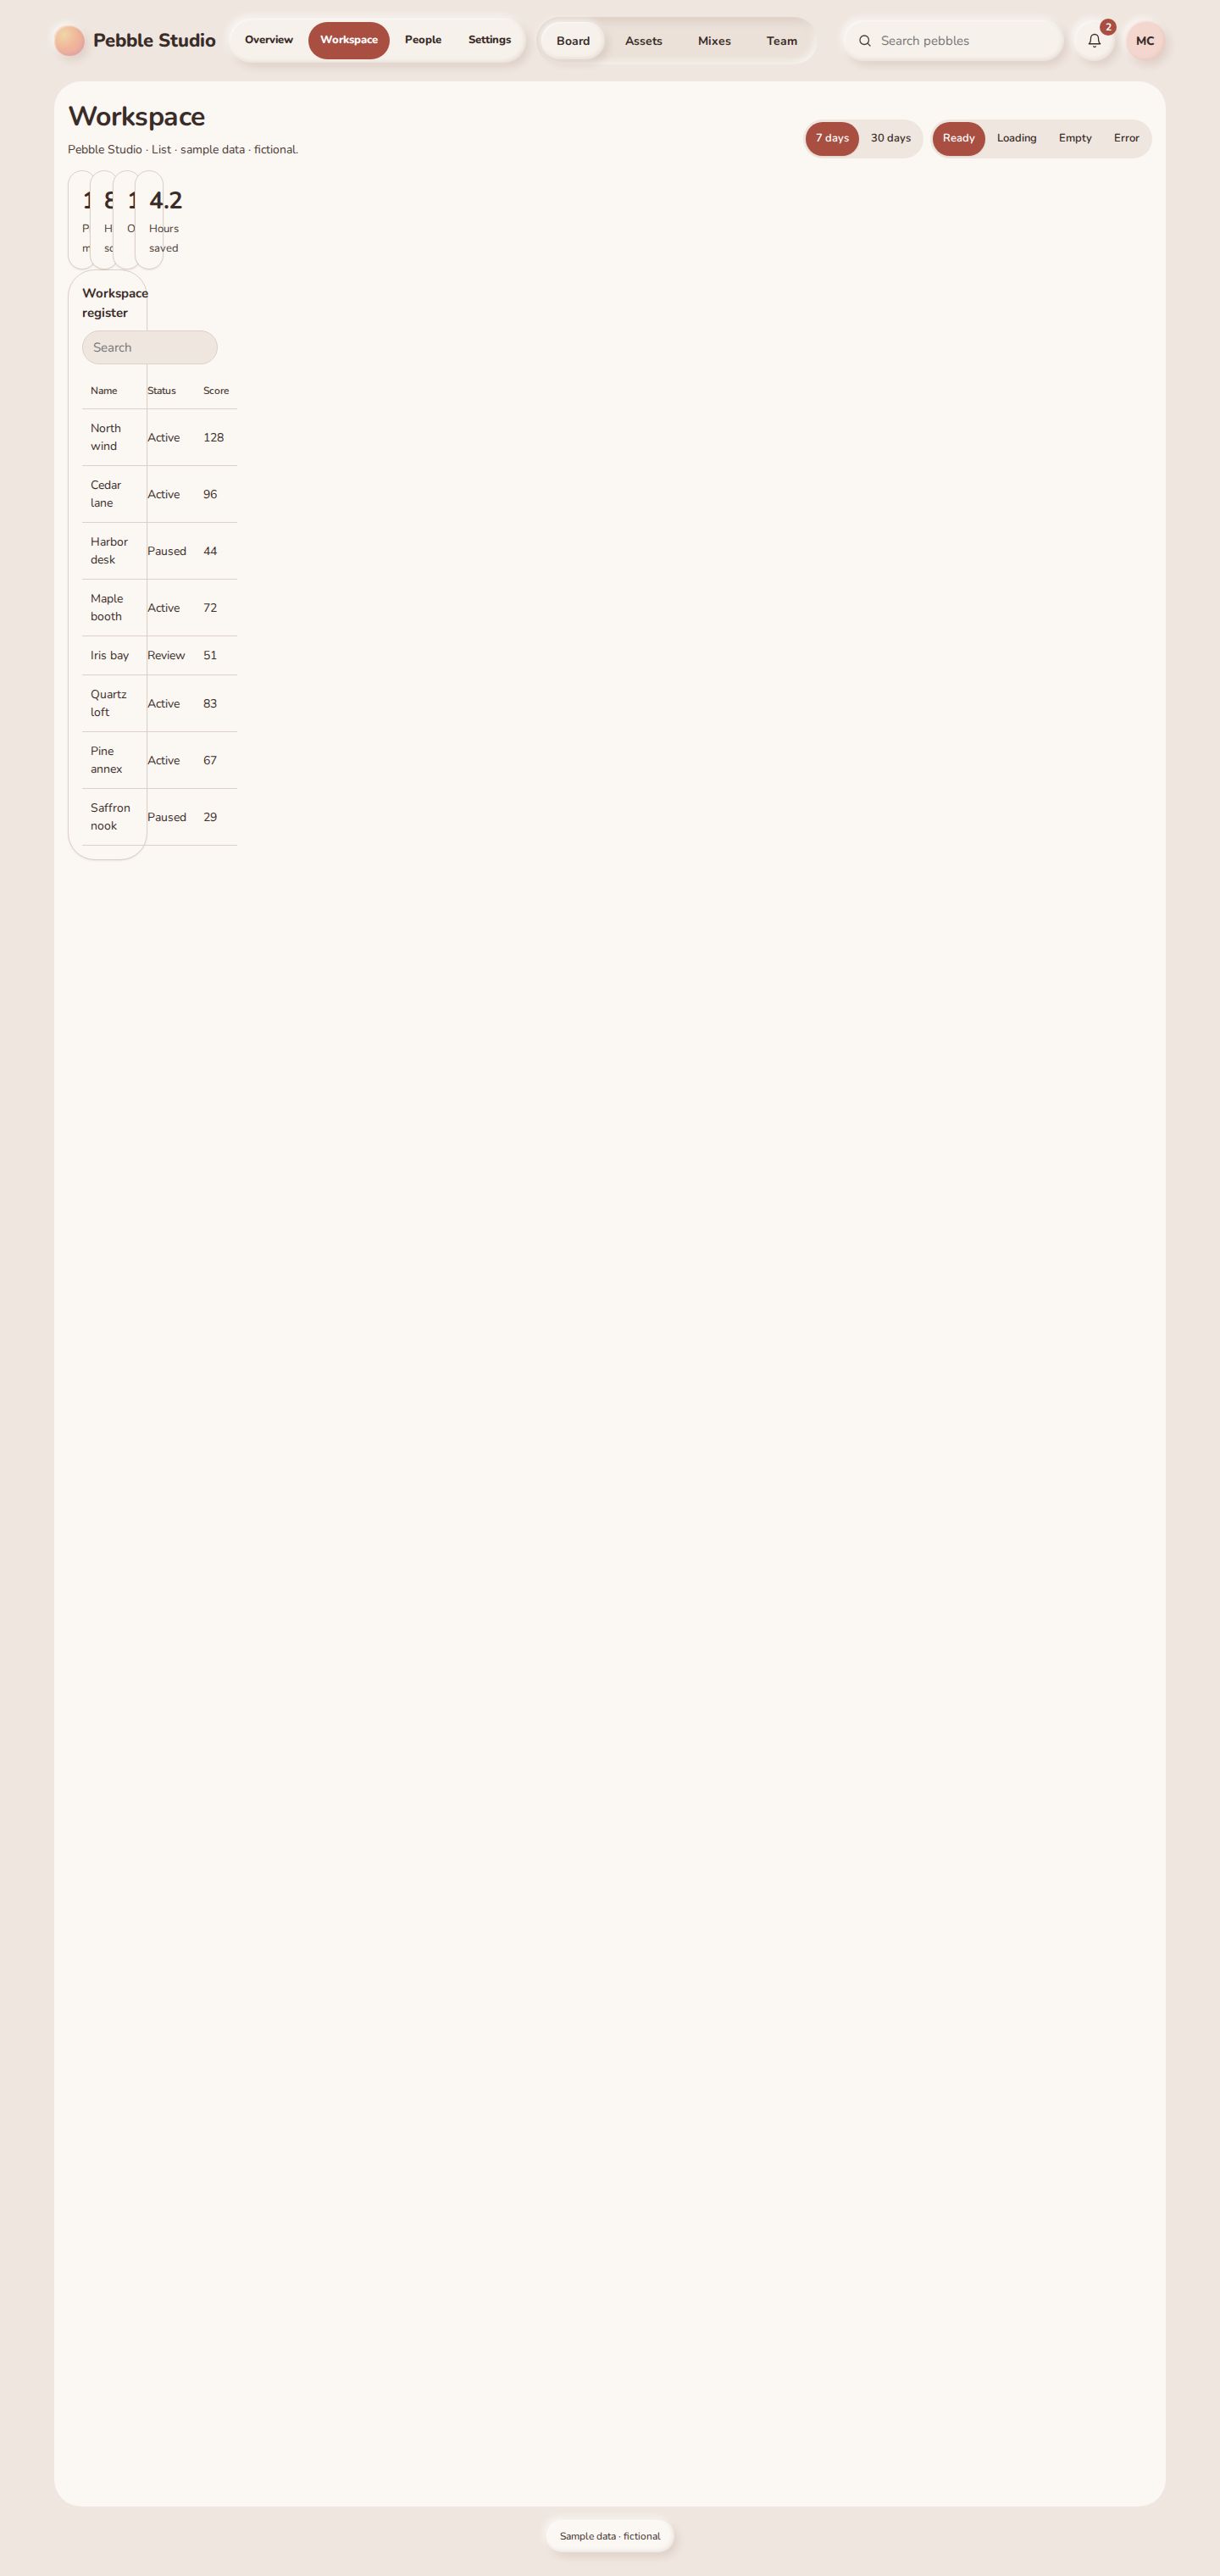 Pebble Studio
Overview
Workspace
People
Settings
Board
Assets
Mixes
Team
Search pebbles
2
MC
Workspace
Pebble Studio · List · sample data · fictional.
7 days
30 days
Ready
Loading
Empty
Error
4.2
Hours
saved
Workspace
register
Search
Name Status Score
North
wind
Active 128
Cedar
lane
Active 96
Harbor
desk
Paused 44
Maple
booth
Active 72
Iris bay Review 51
Quartz
loft
Active 83
Pine
annex
Active 67
Saffron
nook
Paused 29
Sample data · fictional